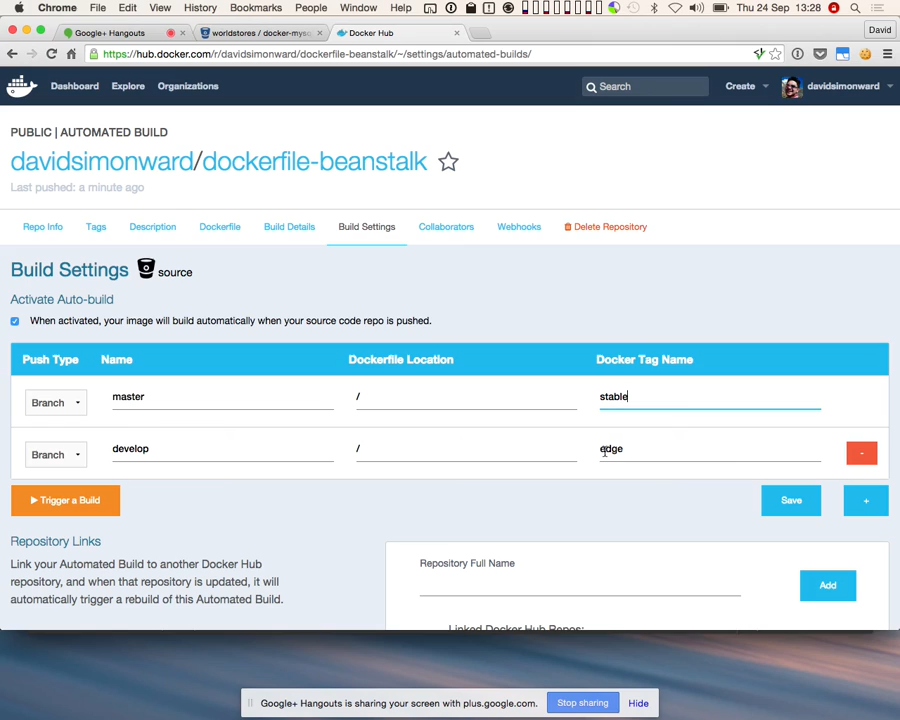 Chrome File Edit View History Bookmarks People Window Help Thu 24 Sep 13:28
Google+ Hangouts
worldstores / docker-myso
Docker Hub
David
https://hub.docker.com/r/davidsimonward/dockerfile-beanstalk/~/settings/automated-builds/
Dashboard Explore Organizations Search Create davidsimonward
PUBLIC | AUTOMATED BUILD
davidsimonward/dockerfile-beanstalk
Last pushed: a minute ago
Repo Info Tags Description Dockerfile Build Details Build Settings Collaborators Webhooks Delete Repository
Build Settings source
Activate Auto-build
When activated, your image will build automatically when your source code repo is pushed.
Push Type Name Dockerfile Location Docker Tag Name
Branch master / stable
Branch develop / edge -
Trigger a Build Save +
Repository Links
Link your Automated Build to another Docker Hub
repository, and when that repository is updated, it will
automatically trigger a rebuild of this Automated Build.
Repository Full Name
Add
Linked Docker Hub Repos:
Google+ Hangouts is sharing your screen with plus.google.com. Stop sharing Hide